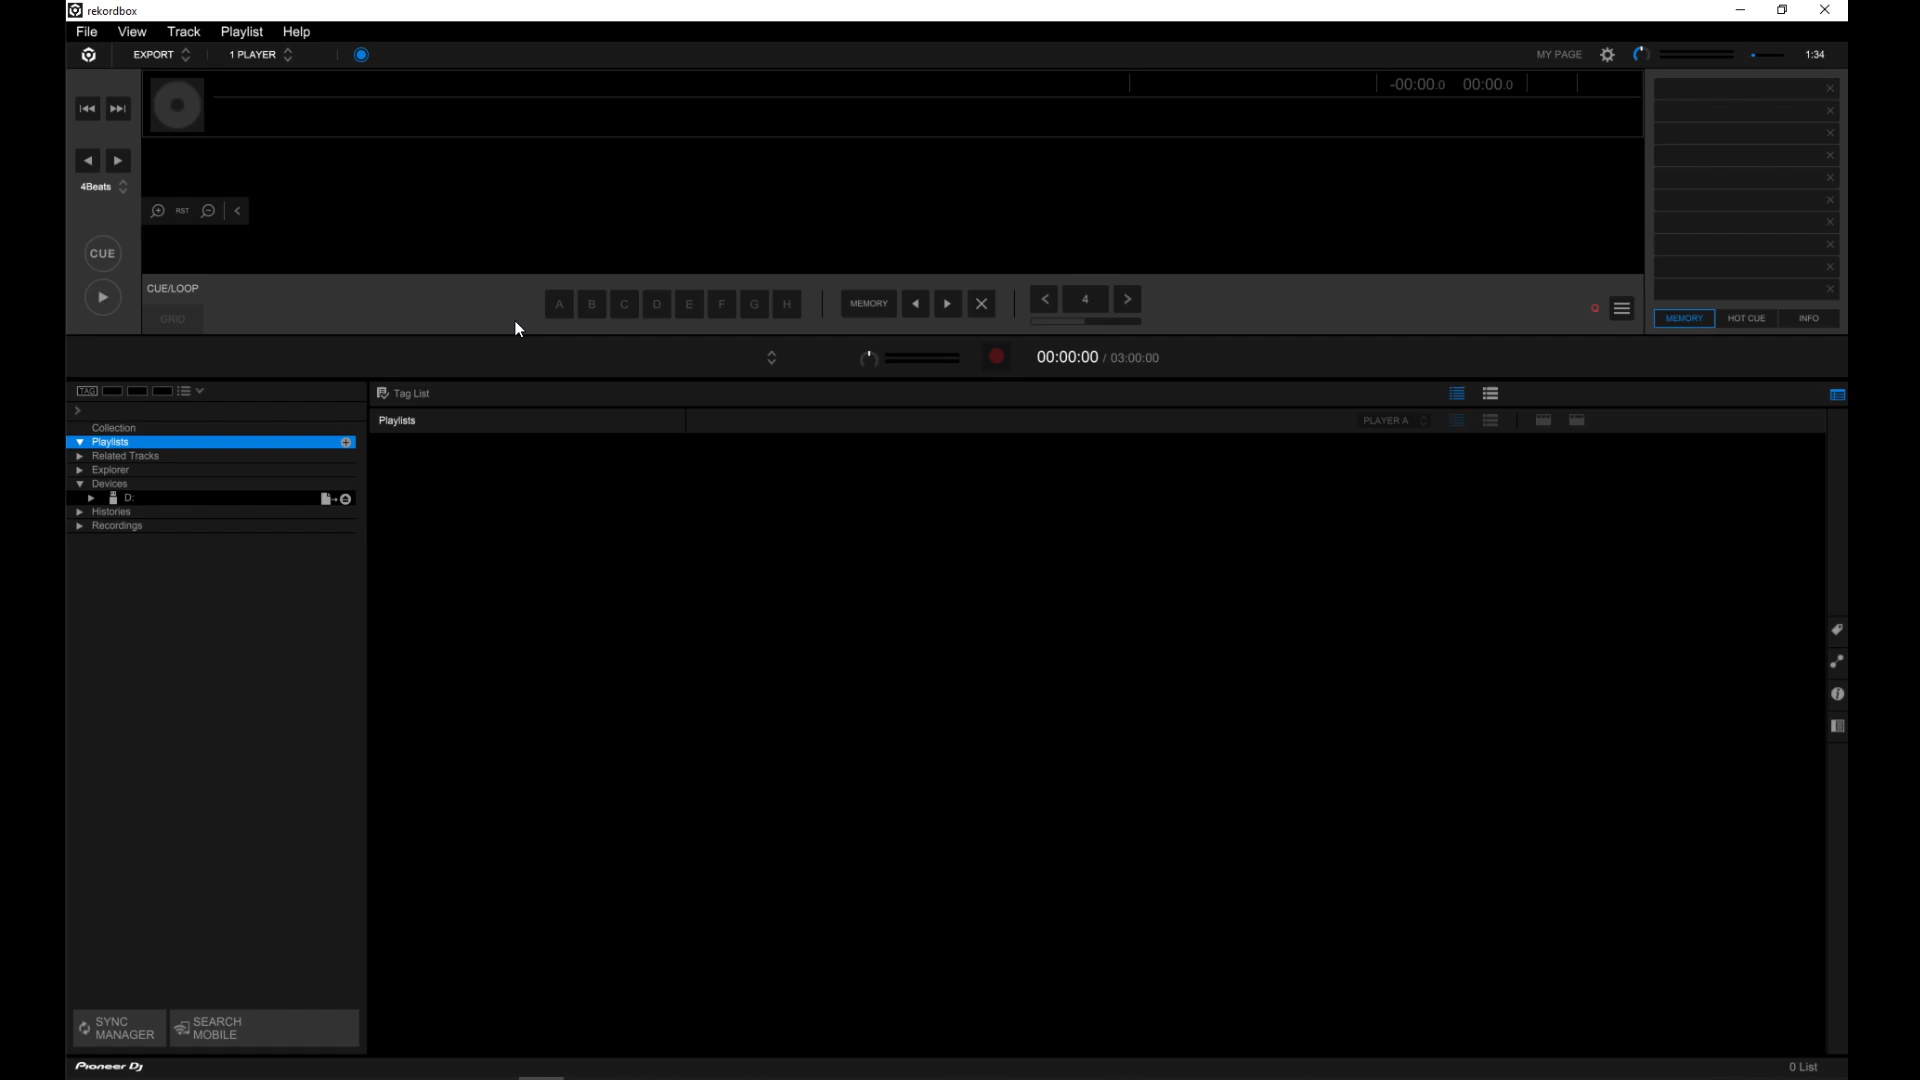 rekordbox
File View Track Playlist Help
EXPORT 1 PLAYER MY PAGE 1:34
-00:00.0 00:00.0
4Beats
RST
CUE
CUE/LOOP
A B C D E F G H MEMORY 4
GRID
MEMORY HOT CUE INFO
00:00:00 / 03:00:00
TAG
Tag List
Playlists PLAYER A
Collection
Playlists
Related Tracks
Explorer
Devices
D:
Histories
Recordings
SYNC MANAGER
SEARCH MOBILE
Pioneer Dj
0 List